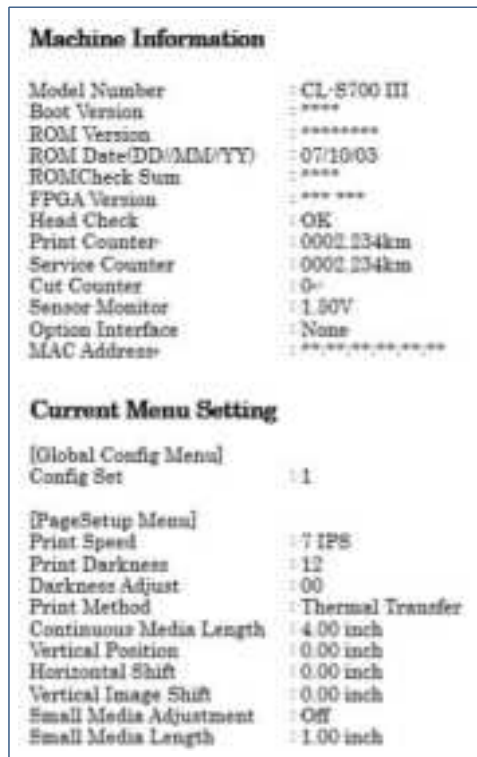 Machine Information
Model Number : CL-S700 III
Boot Version : ****
ROM Version : ********
ROM Date(DD/MM/YY) : 07/10/03
ROMCheck Sum : ****
FPGA Version : *** ***
Head Check : OK
Print Counter : 0002.234km
Service Counter : 0002.234km
Cut Counter : 0
Sensor Monitor : 1.90V
Option Interface : None
MAC Address : **.**.**.**.**.**
Current Menu Setting
[Global Config Menu]
Config Set : 1
[PageSetup Menu]
Print Speed : 7 IPS
Print Darkness : 12
Darkness Adjust : 00
Print Method : Thermal Transfer
Continuous Media Length : 4.00 inch
Vertical Position : 0.00 inch
Horizontal Shift : 0.00 inch
Vertical Image Shift : 0.00 inch
Small Media Adjustment : Off
Small Media Length : 1.00 inch